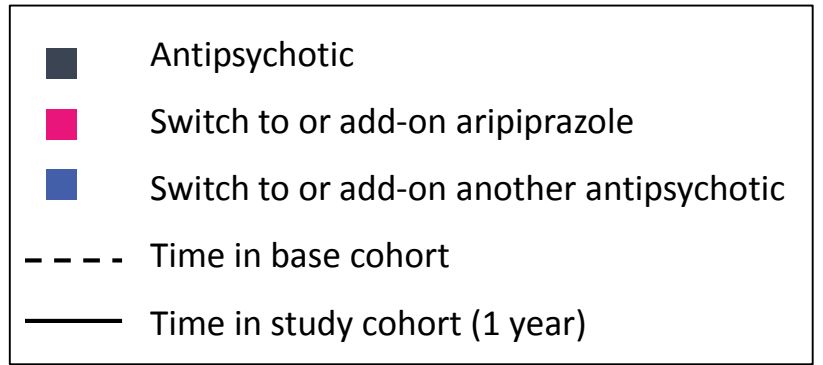 Antipsychotic
Switch to or add-on aripiprazole
Switch to or add-on another antipsychotic
Time in base cohort
Time in study cohort (1 year)